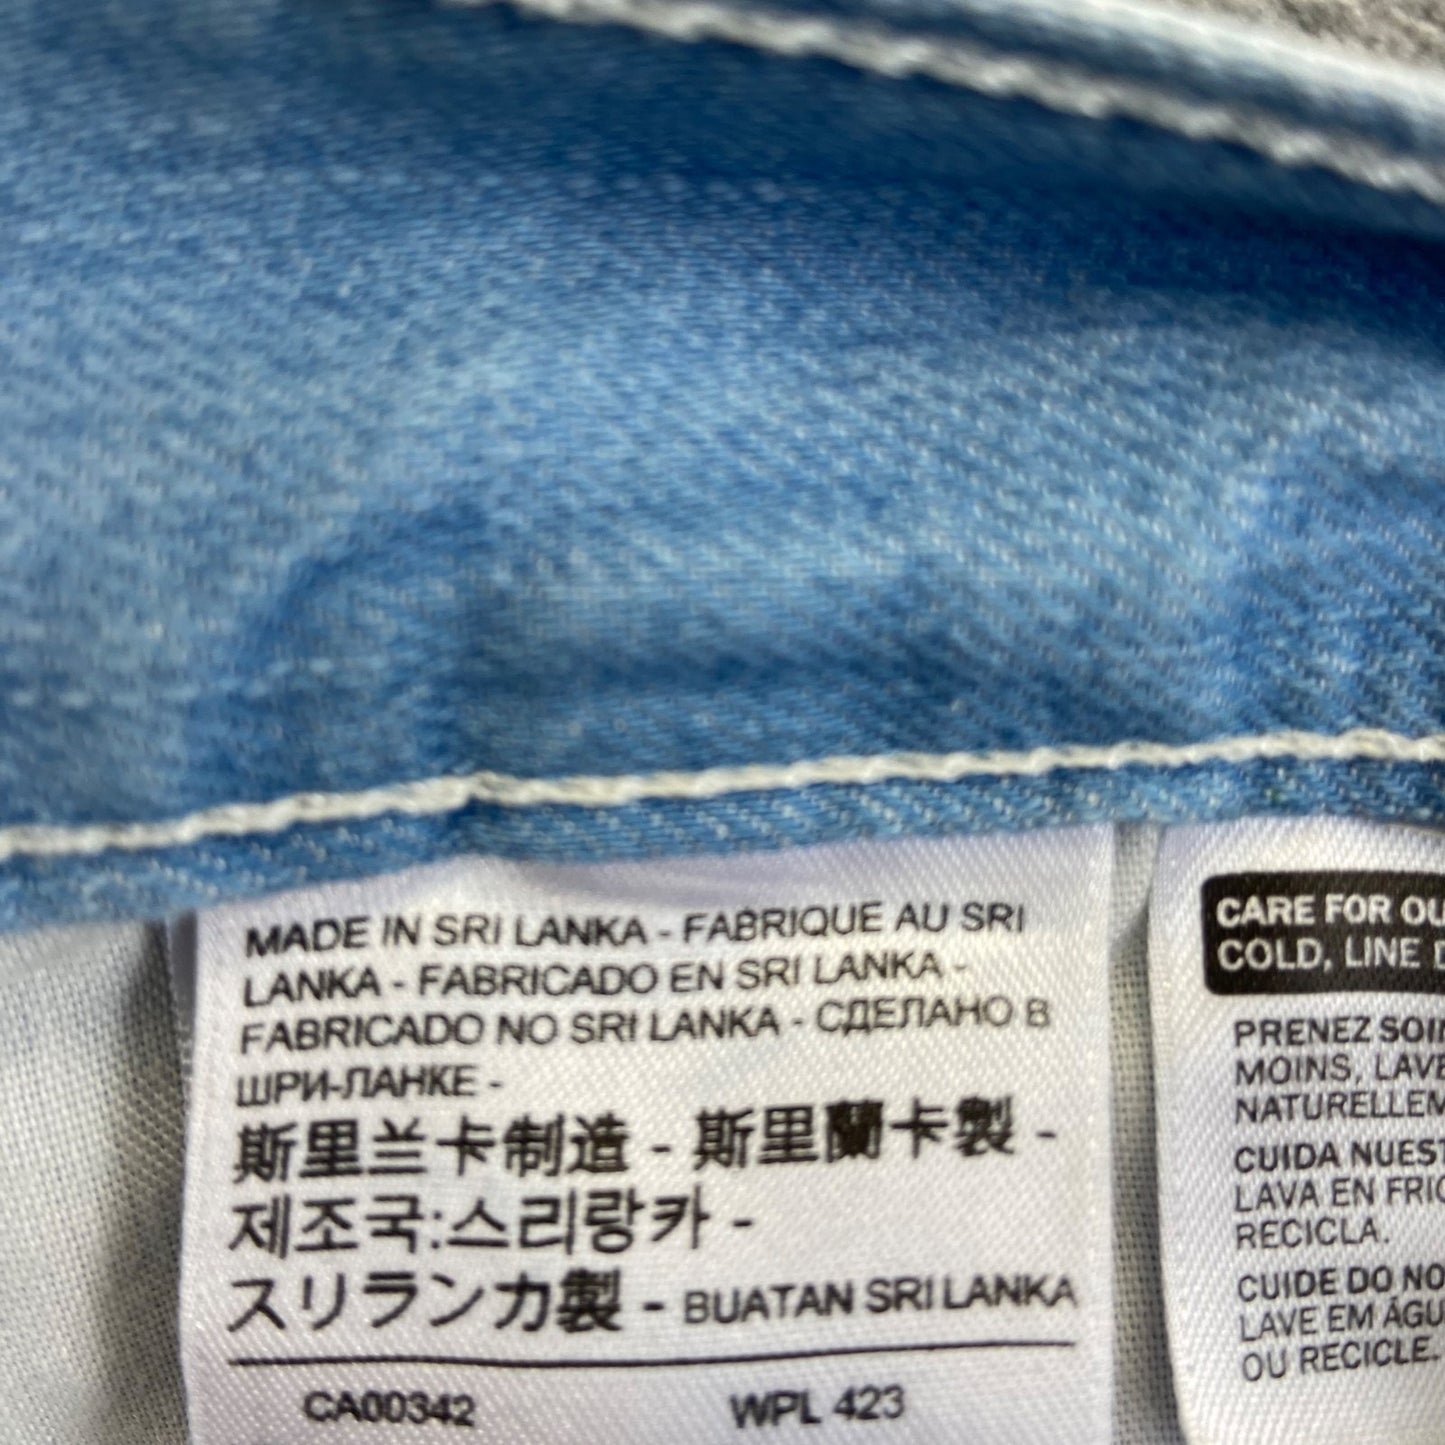 MADE IN SRI LANKA - FABRIQUE AU SRI
LANKA - FABRICADO EN SRI LANKA -
FABRICADO NO SRI LANKA - СДЕЛАНО В
ШРИ-ЛАНКЕ -
斯里兰卡制造 - 斯里蘭卡製 -
제조국:스리랑카 -
スリランカ製 - BUATAN SRI LANKA
CA00342 WPL 423
CARE FOR OU
COLD, LINE
PRENEZ SOI
MOINS, LAVE
NATURELLEM
CUIDA NUEST
LAVA EN FRI
RECICLA.
CUIDE DO NO
LAVE EM ÁGU
OU RECICLE.